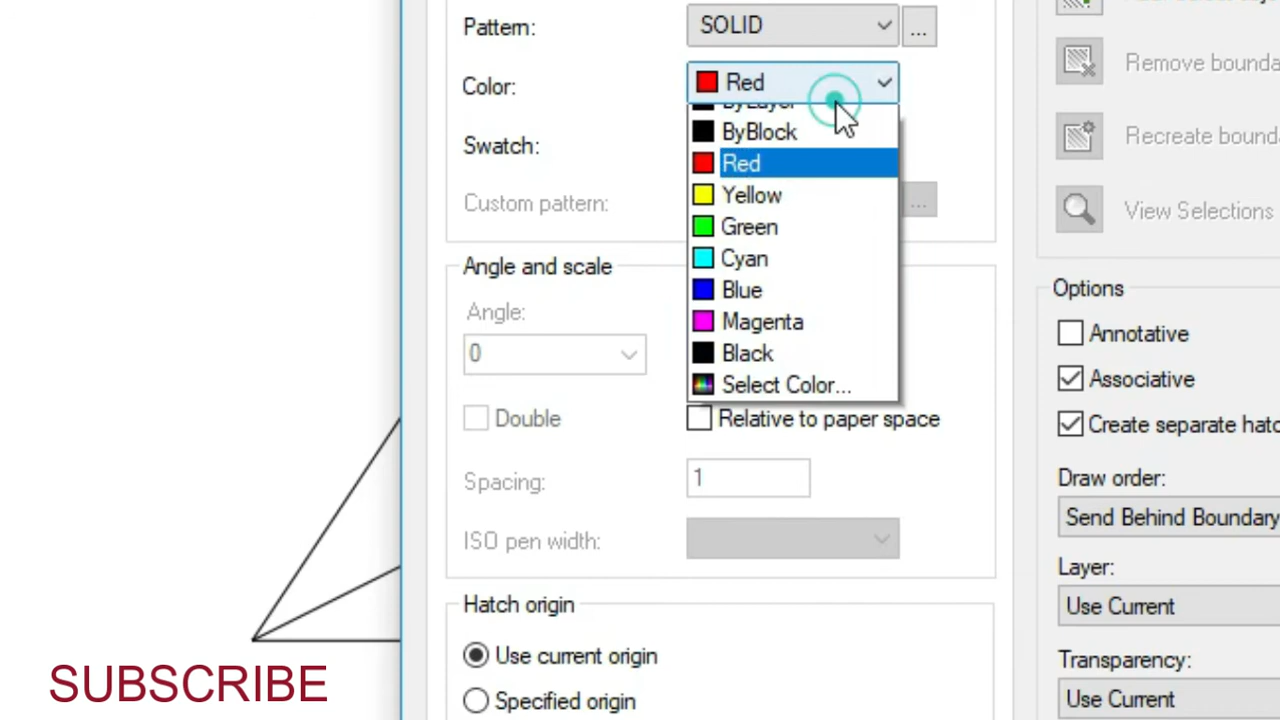 Pattern:
SOLID
...
Color:
Red
ByLayer
ByBlock
Red
Yellow
Green
Cyan
Blue
Magenta
Black
Select Color...
Swatch:
Custom pattern:
...
Angle and scale
Angle:
0
Double
Relative to paper space
Spacing:
1
ISO pen width:
Hatch origin
Use current origin
Specified origin
Remove bounda
Recreate bounda
View Selections
Options
Annotative
Associative
Create separate hatc
Draw order:
Send Behind Boundary
Layer:
Use Current
Transparency:
Use Current
SUBSCRIBE